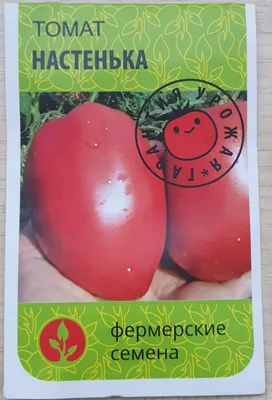 ТОМАТ
НАСТЕНЬКА
ГАРАНТИЯ УРОЖАЯ*
фермерские
семена